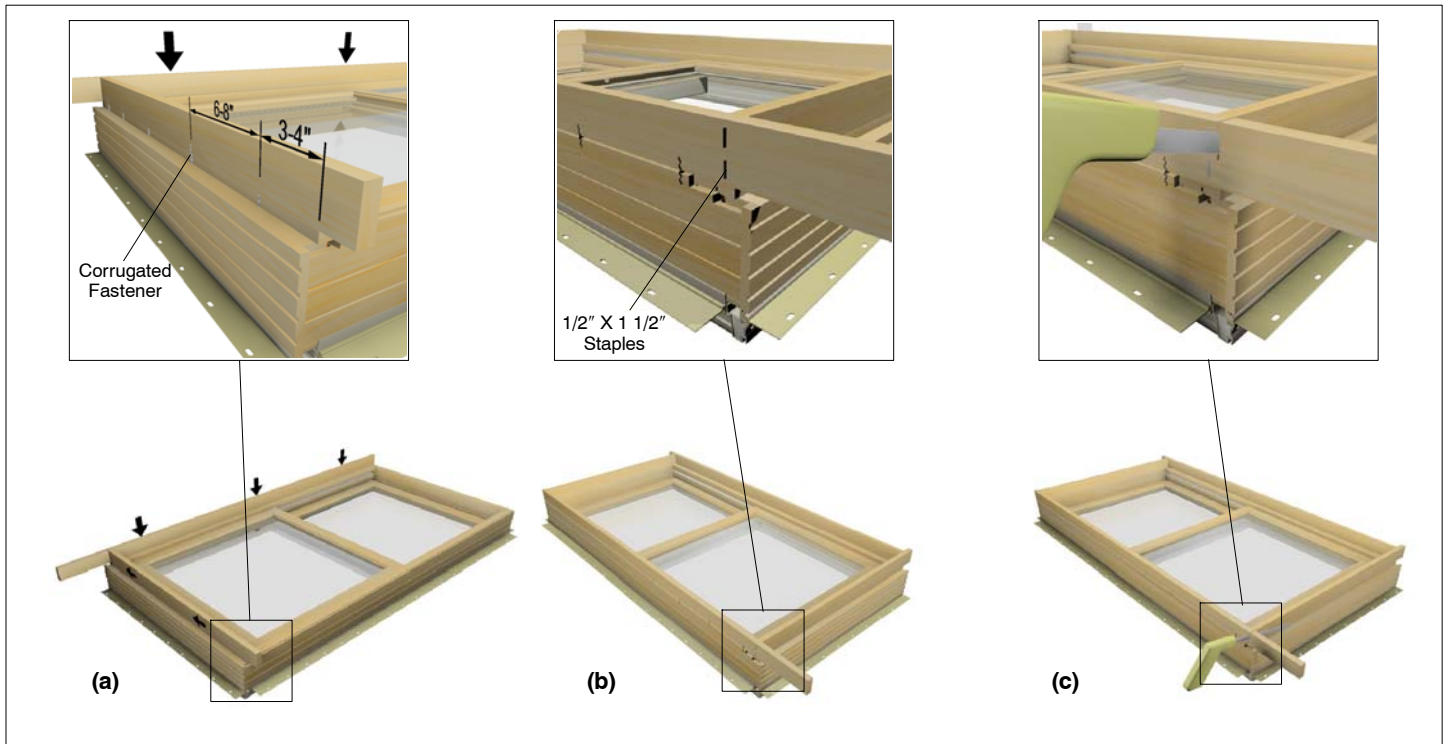 6-8"
3-4"
Corrugated
Fastener
1/2″ X 1 1/2″
Staples
(a)
(b)
(c)